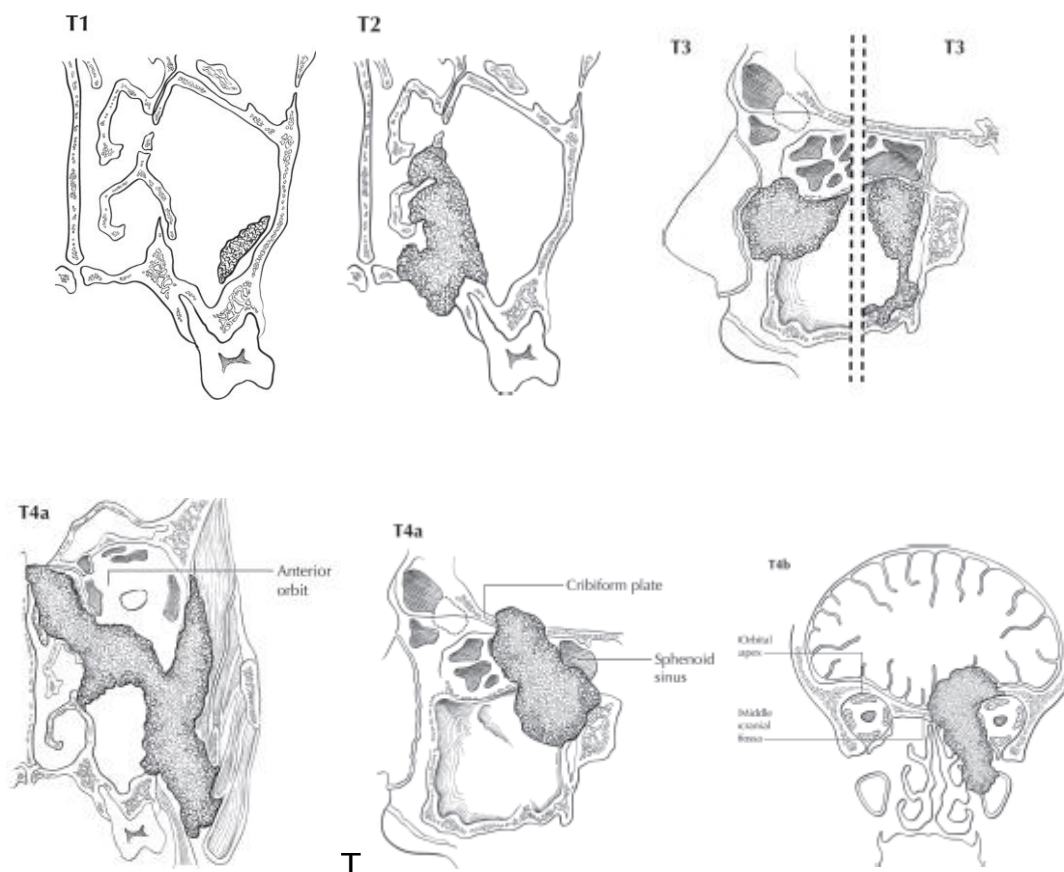 T1
T2
T3
T3
T4a
Anterior
orbit
T4a
Cribiform plate
Sphenoid
sinus
T4b
Orbital
apex
Middle
cranial
fossa
T